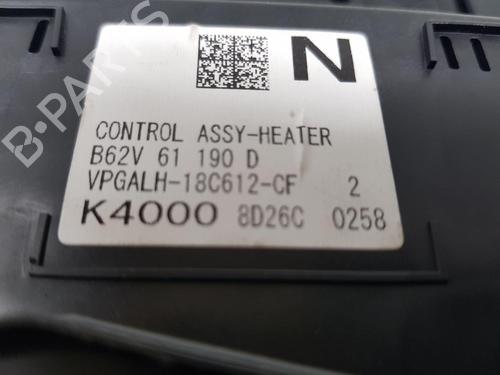 N
CONTROL ASSY-HEATER
B62V 61 190 D
VPGALH-18C612-CF 2
K4000 8D26C 0258
B-PARTS